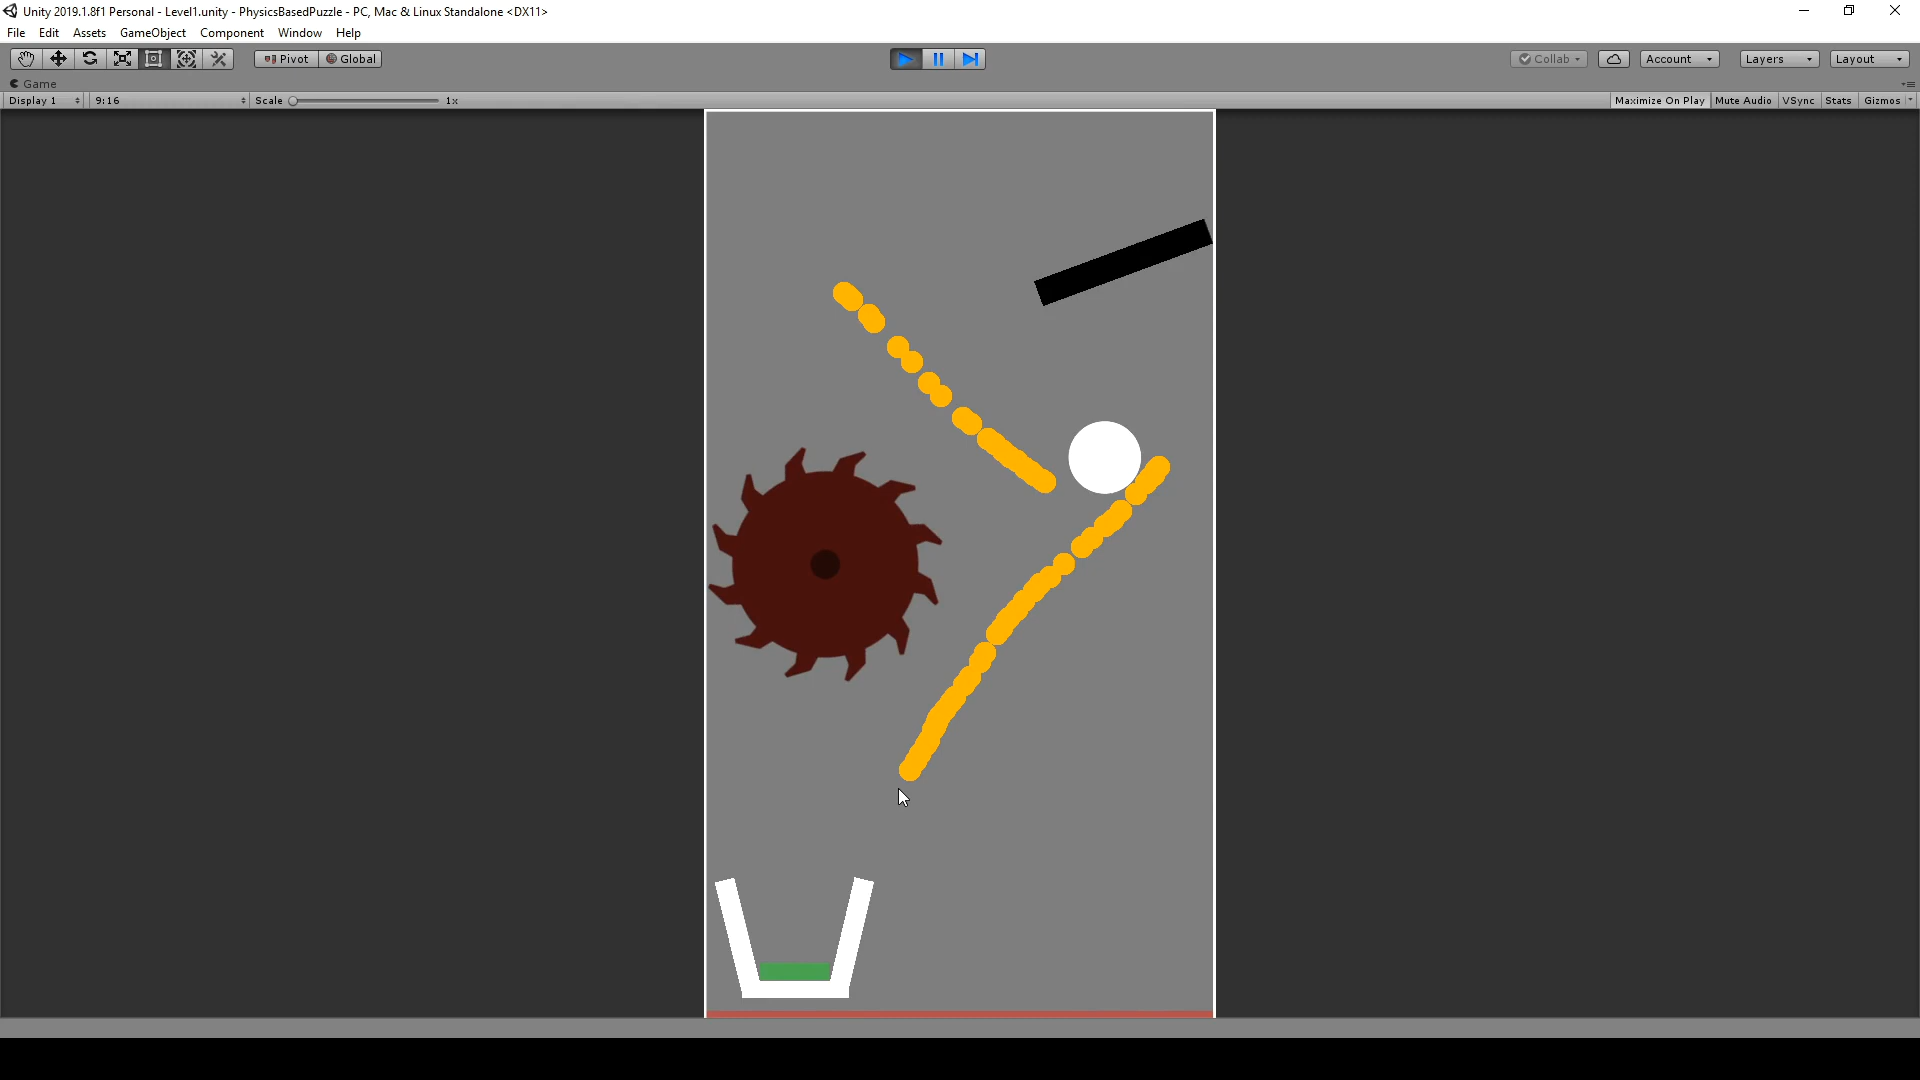 Unity 2019.1.8f1 Personal - Level1.unity - PhysicsBasedPuzzle - PC, Mac & Linux Standalone <DX11>
File Edit Assets GameObject Component Window Help
Pivot Global Collab Account Layers Layout
Game
Display 1 9:16 Scale 1x Maximize On Play Mute Audio VSync Stats Gizmos